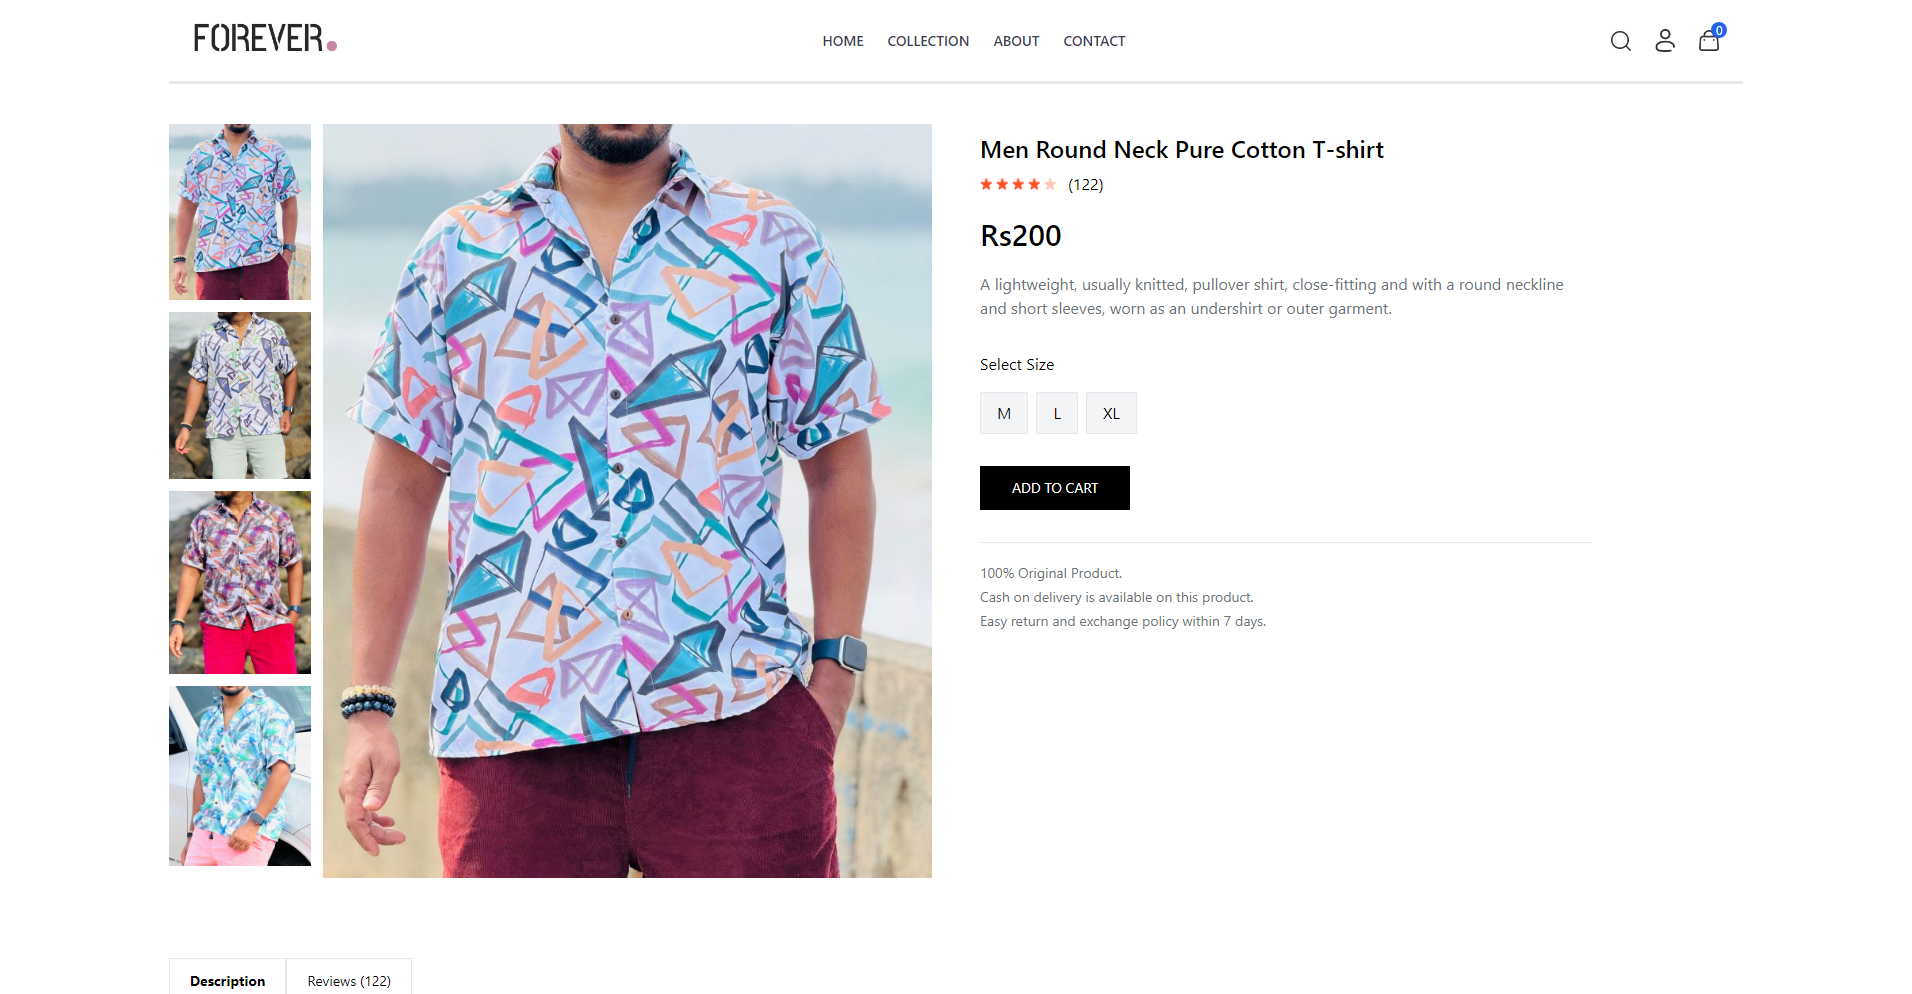 FOREVER.
HOME COLLECTION ABOUT CONTACT
0
Men Round Neck Pure Cotton T-shirt
(122)
Rs200
A lightweight, usually knitted, pullover shirt, close-fitting and with a round neckline
and short sleeves, worn as an undershirt or outer garment.
Select Size
M L XL
ADD TO CART
100% Original Product.
Cash on delivery is available on this product.
Easy return and exchange policy within 7 days.
Description Reviews (122)